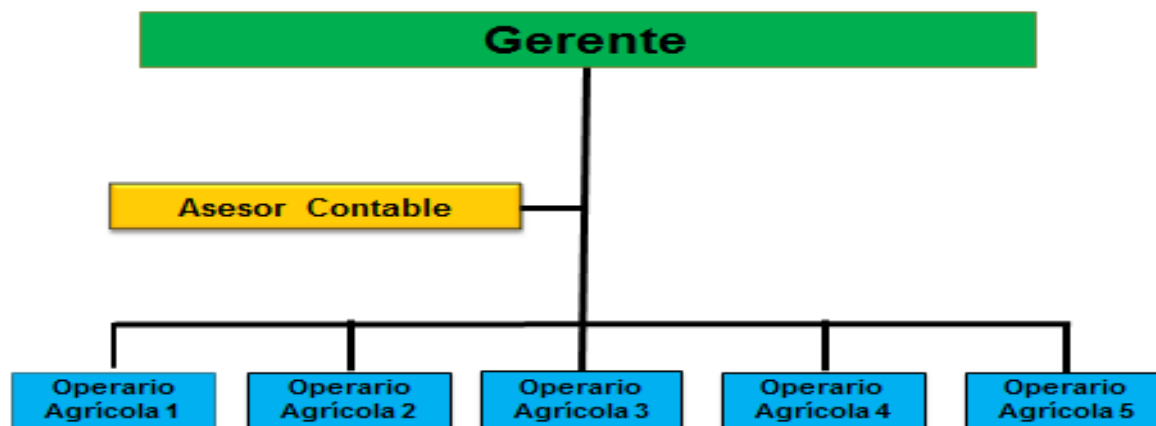 Gerente
Asesor Contable
Operario
Agrícola 1
Operario
Agrícola 2
Operario
Agrícola 3
Operario
Agrícola 4
Operario
Agrícola 5